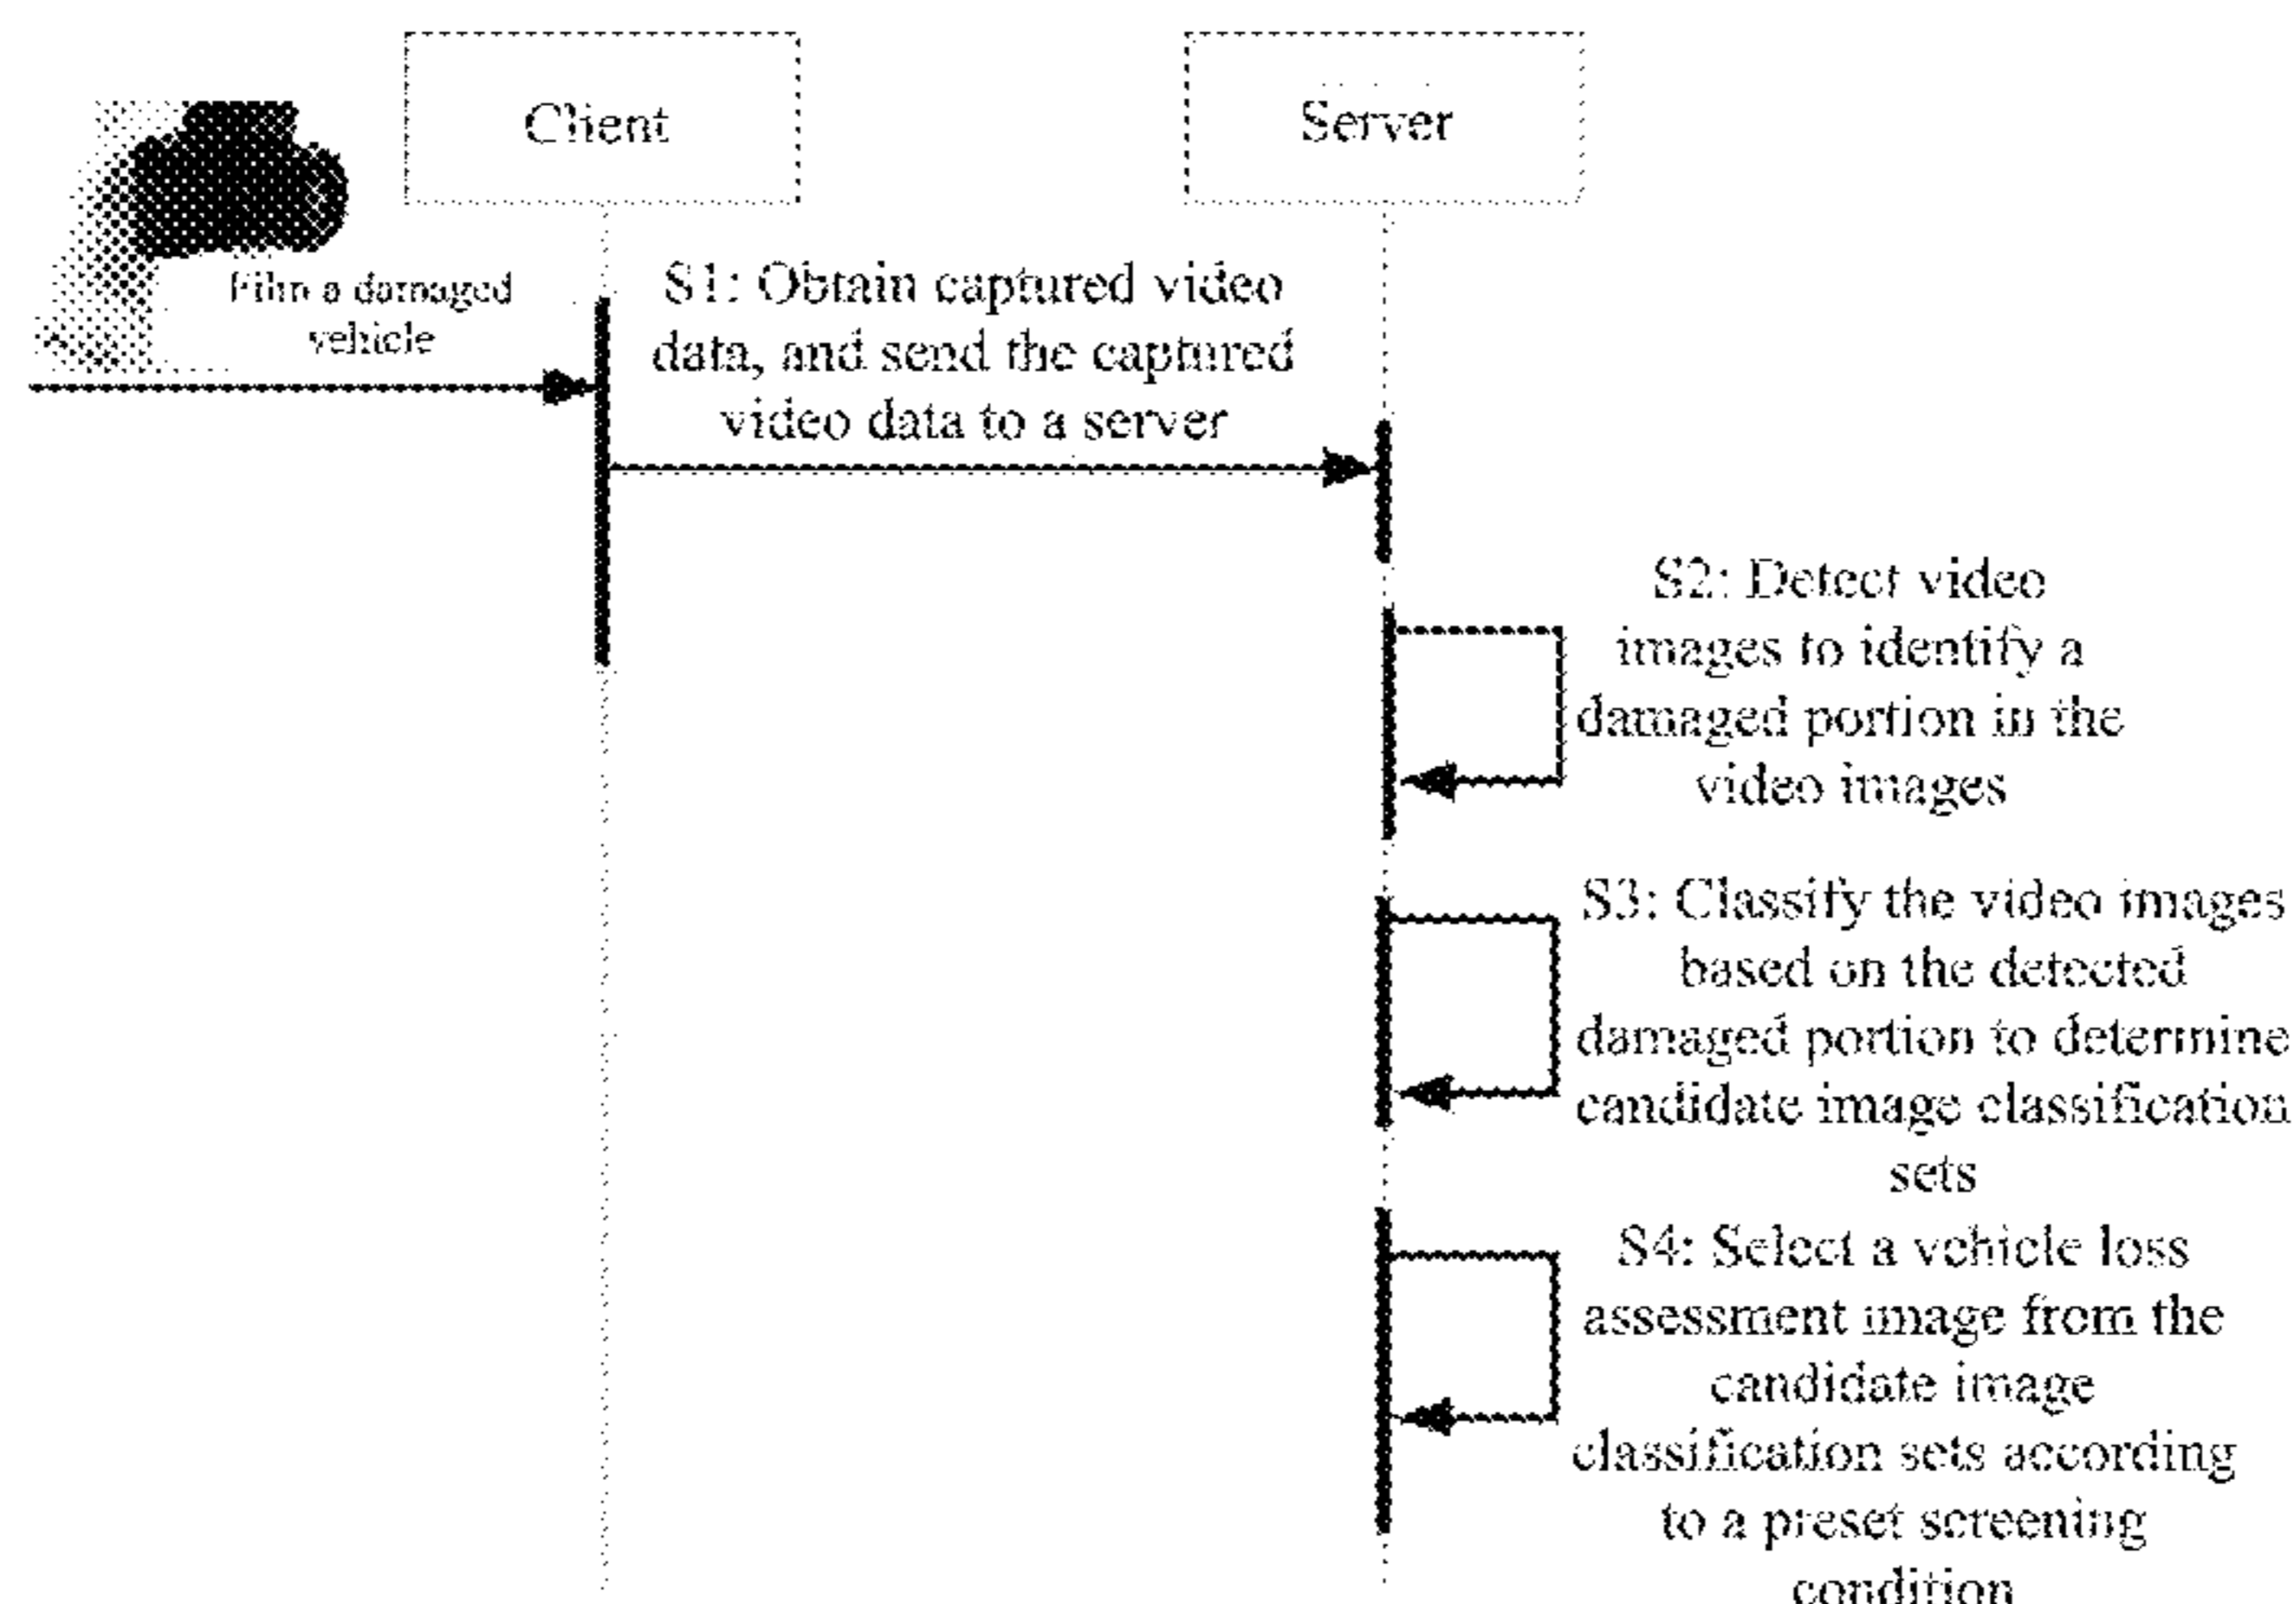 Client
Server
Film a damaged
vehicle
S1: Obtain captured video
data, and send the captured
video data to a server
S2: Detect video
images to identify a
damaged portion in the
video images
S3: Classify the video images
based on the detected
damaged portion to determine
candidate image classification
sets
S4: Select a vehicle loss
assessment image from the
candidate image
classification sets according
to a preset screening
condition